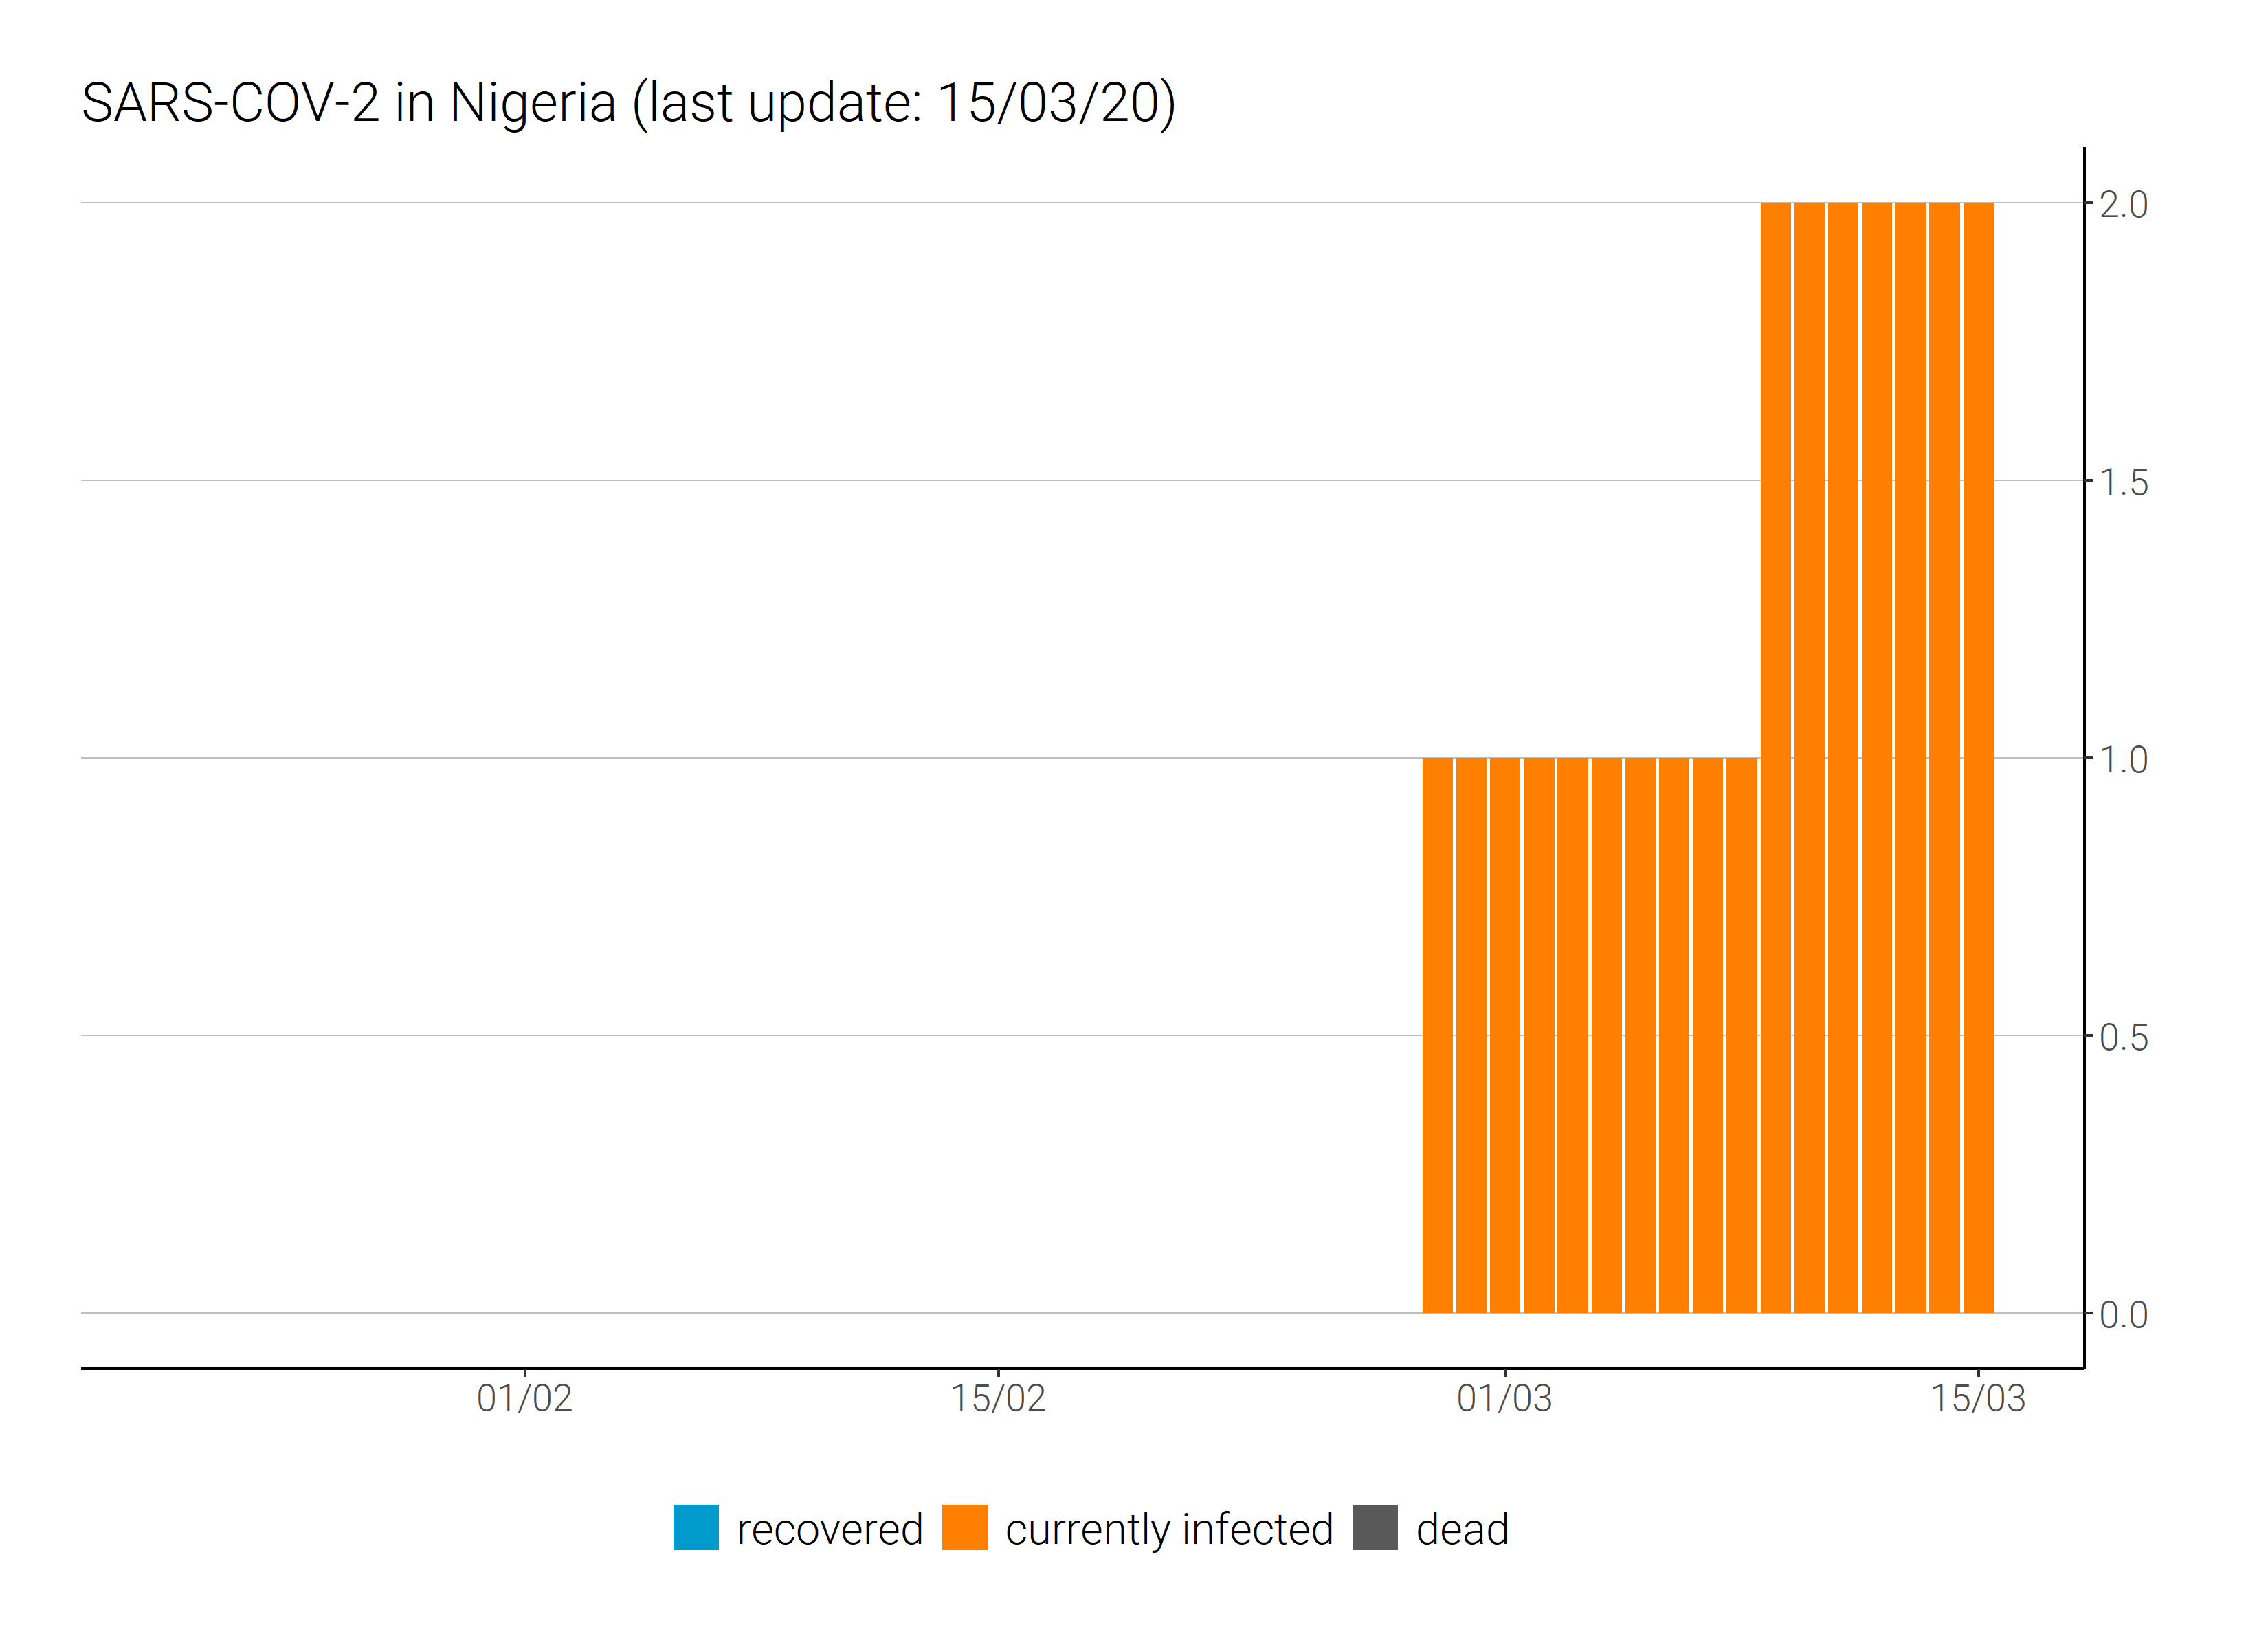 SARS-COV-2 in Nigeria (last update: 15/03/20)
2.0
1.5
1.0
0.5
0.0
01/02 15/02 01/03 15/03
recovered currently infected dead